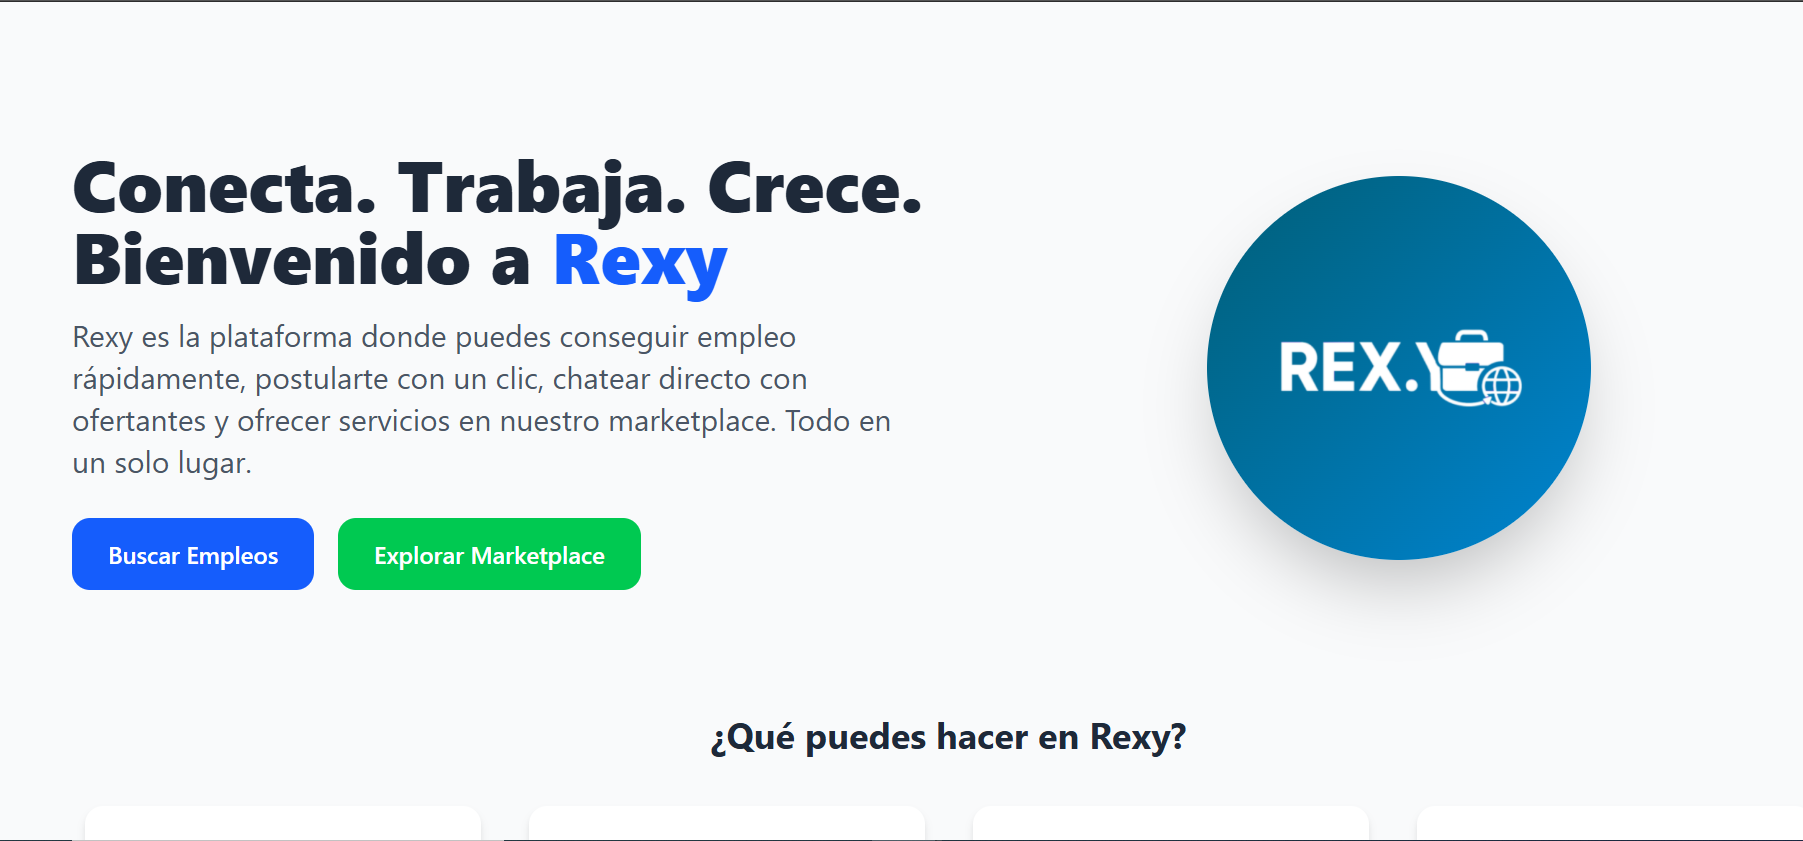 Conecta. Trabaja. Crece.
Bienvenido a Rexy
Rexy es la plataforma donde puedes conseguir empleo
rápidamente, postularte con un clic, chatear directo con
ofertantes y ofrecer servicios en nuestro marketplace. Todo en
un solo lugar.
Buscar Empleos
Explorar Marketplace
REX.Y
¿Qué puedes hacer en Rexy?